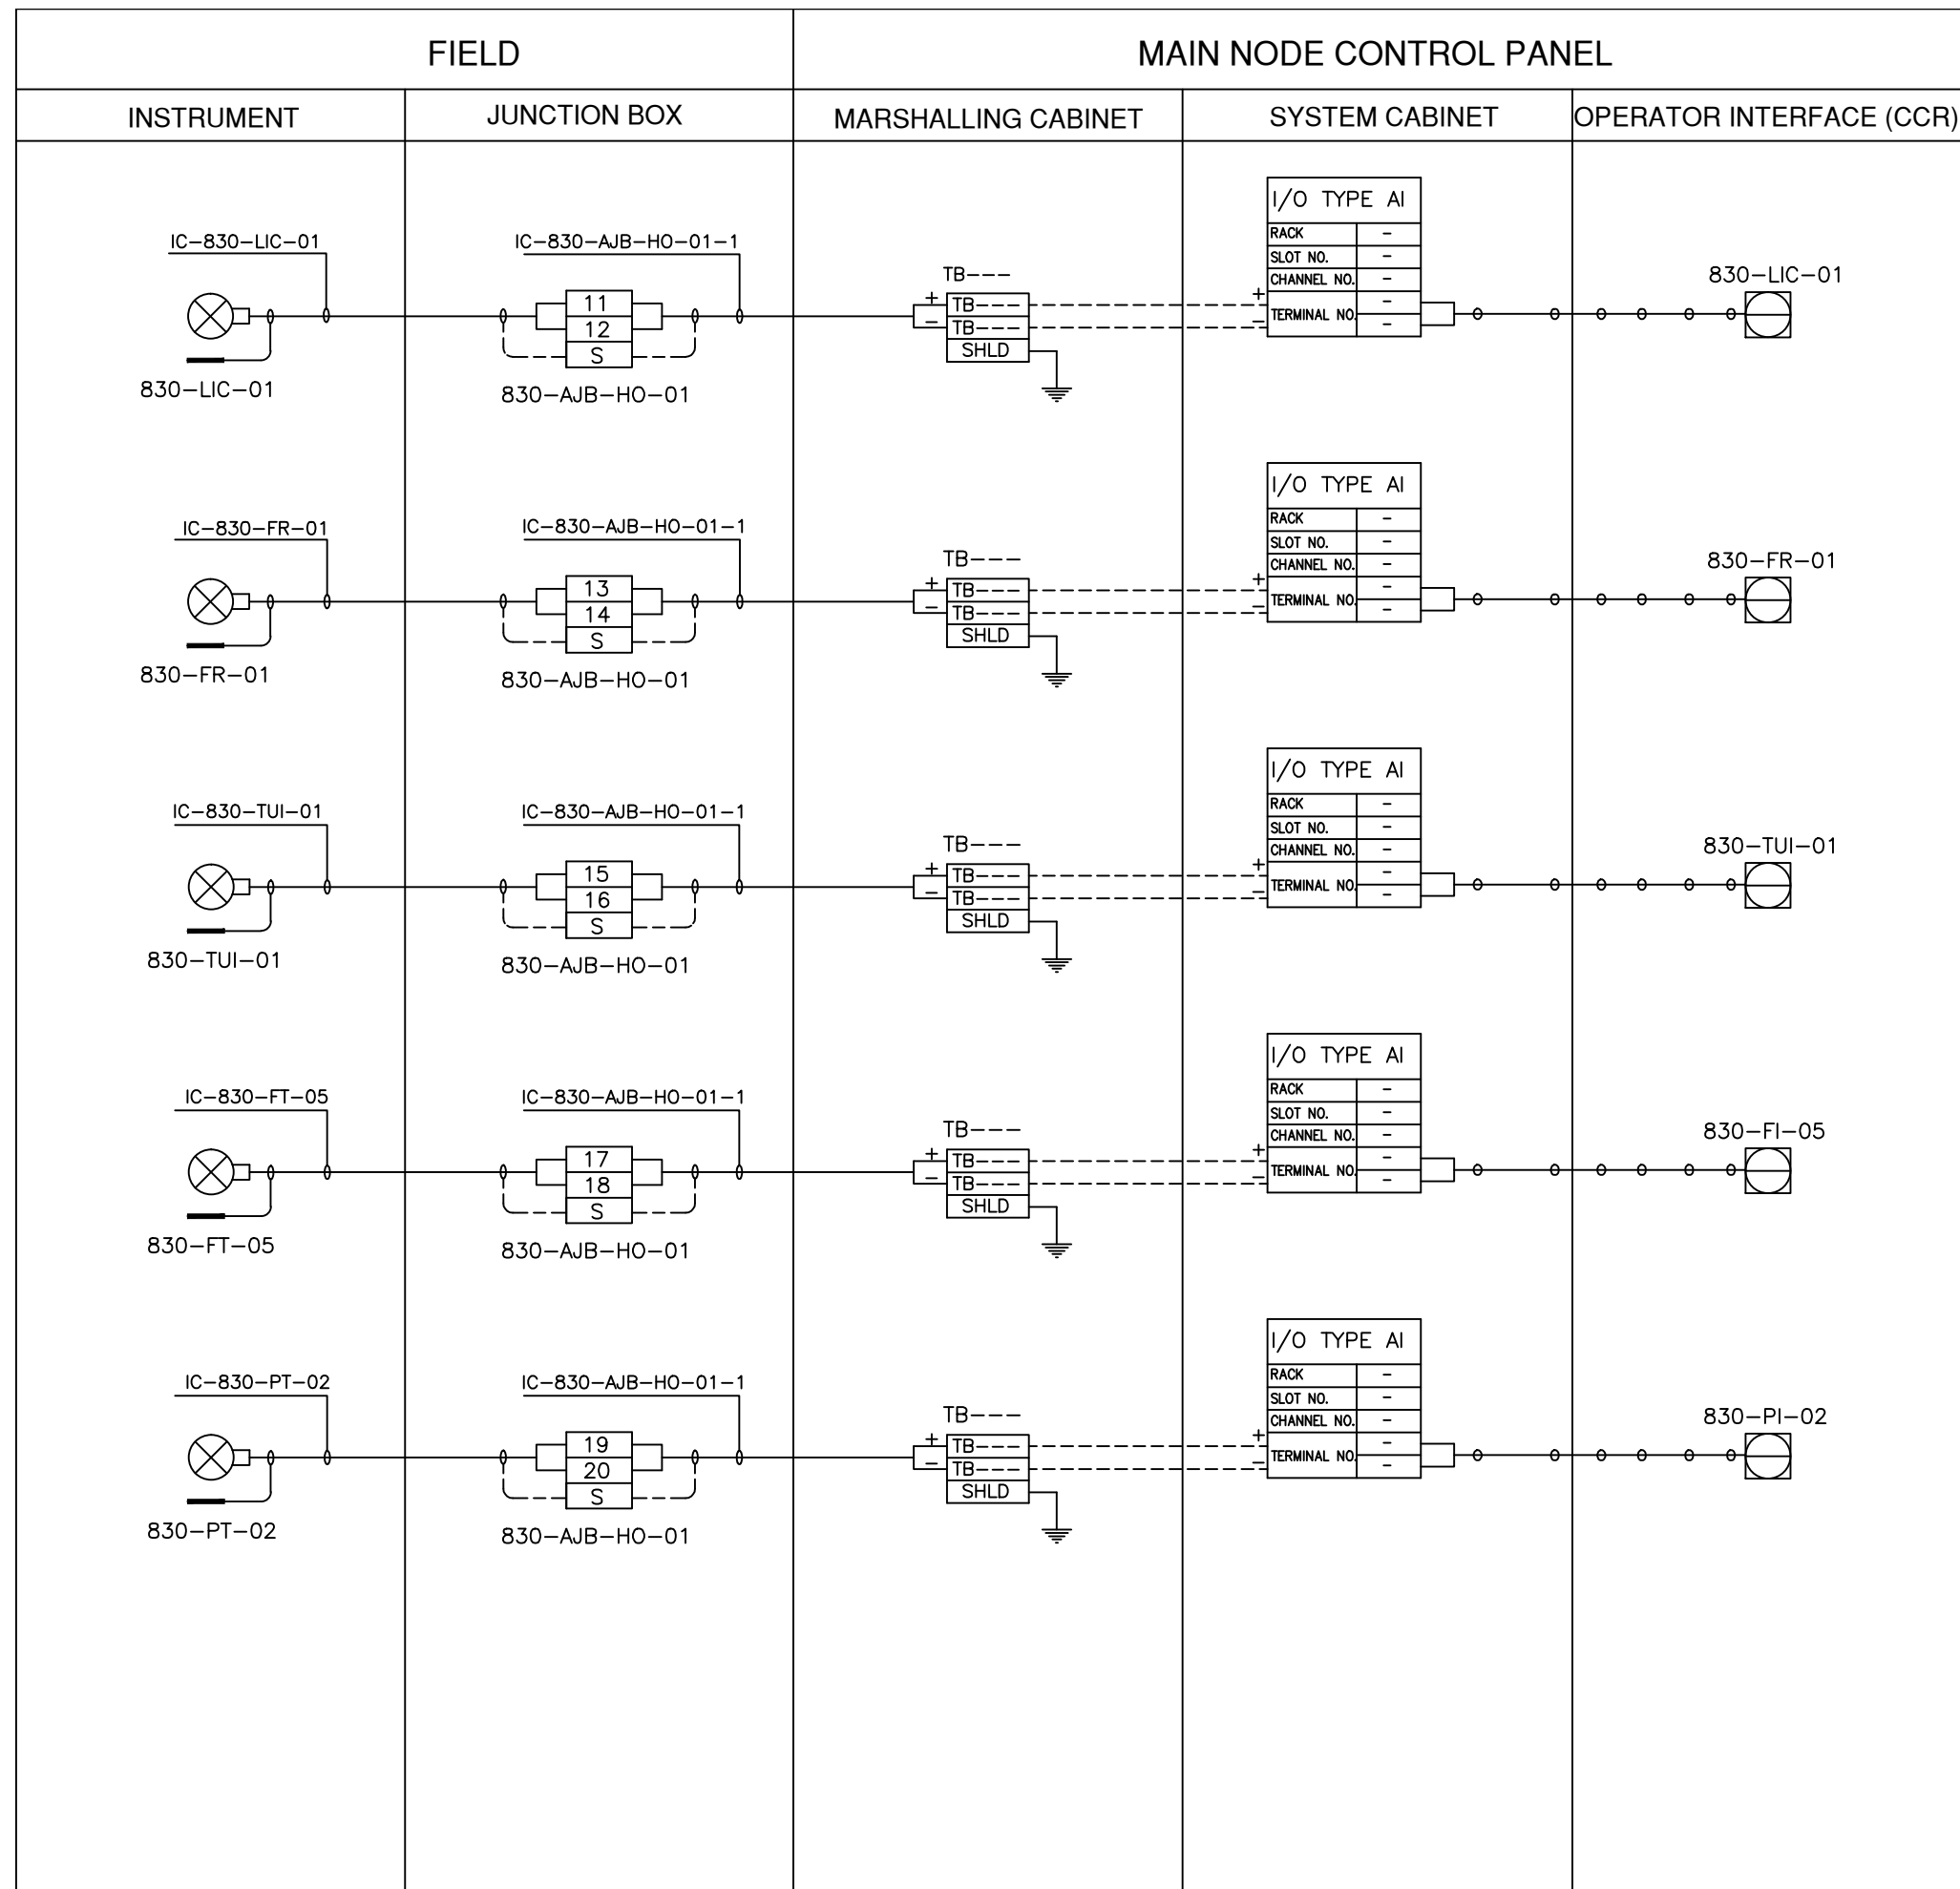 FIELD
MAIN NODE CONTROL PANEL
INSTRUMENT
JUNCTION BOX
MARSHALLING CABINET
SYSTEM CABINET
OPERATOR INTERFACE (CCR)
IC-830-LIC-01
830-LIC-01
IC-830-AJB-HO-01-1
11
12
S
830-AJB-HO-01
TB---
+ TB---
- TB---
SHLD
I/O TYPE AI
RACK -
SLOT NO. -
CHANNEL NO. -
+ -
TERMINAL NO.
- -
830-LIC-01
IC-830-FR-01
830-FR-01
IC-830-AJB-HO-01-1
13
14
S
830-AJB-HO-01
TB---
+ TB---
- TB---
SHLD
I/O TYPE AI
RACK -
SLOT NO. -
CHANNEL NO. -
+ -
TERMINAL NO.
- -
830-FR-01
IC-830-TUI-01
830-TUI-01
IC-830-AJB-HO-01-1
15
16
S
830-AJB-HO-01
TB---
+ TB---
- TB---
SHLD
I/O TYPE AI
RACK -
SLOT NO. -
CHANNEL NO. -
+ -
TERMINAL NO.
- -
830-TUI-01
IC-830-FT-05
830-FT-05
IC-830-AJB-HO-01-1
17
18
S
830-AJB-HO-01
TB---
+ TB---
- TB---
SHLD
I/O TYPE AI
RACK -
SLOT NO. -
CHANNEL NO. -
+ -
TERMINAL NO.
- -
830-FI-05
IC-830-PT-02
830-PT-02
IC-830-AJB-HO-01-1
19
20
S
830-AJB-HO-01
TB---
+ TB---
- TB---
SHLD
I/O TYPE AI
RACK -
SLOT NO. -
CHANNEL NO. -
+ -
TERMINAL NO.
- -
830-PI-02